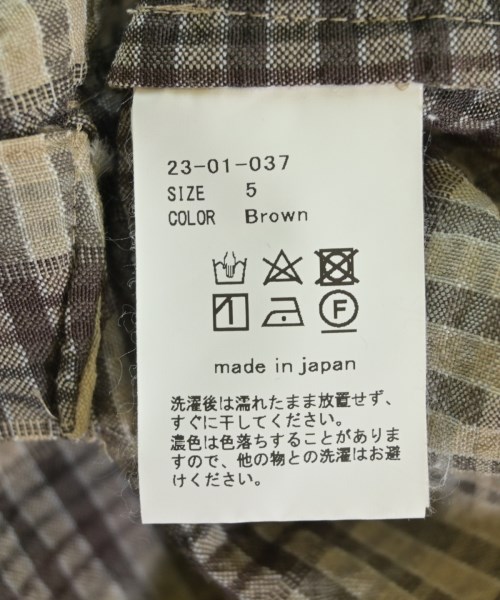 23-01-037
SIZE 5
COLOR Brown
F
made in japan
洗濯後は濡れたまま放置せず、
すぐに干してください。
濃色は色落ちすることがありま
すので、他の物との洗濯はお避
けください。